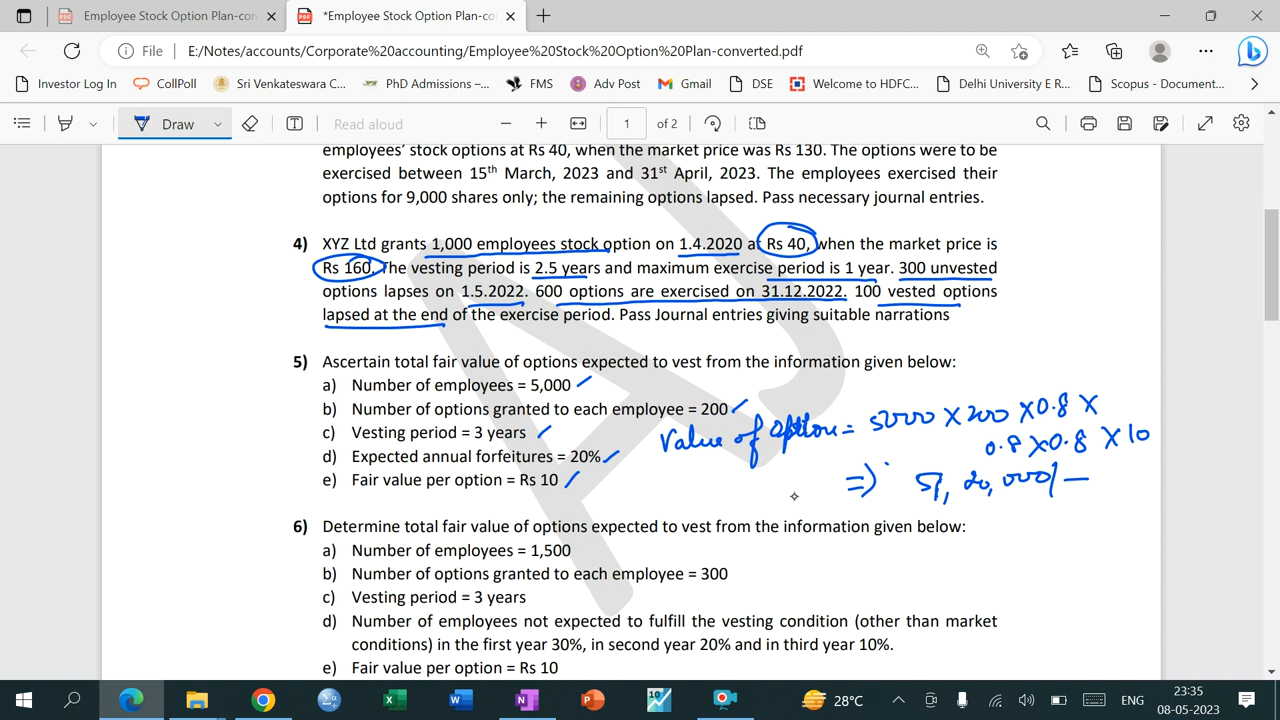 Employee Stock Option Plan-con
*Employee Stock Option Plan-co
File E:/Notes/accounts/Corporate%20accounting/Employee%20Stock%20Option%20Plan-converted.pdf
Investor Log In CollPoll Sri Venkateswara C... PhD Admissions –... FMS Adv Post Gmail DSE Welcome to HDFC... Delhi University E R... Scopus - Document...
Draw Read aloud 1 of 2
employees' stock options at Rs 40, when the market price was Rs 130. The options were to be
exercised between 15th March, 2023 and 31st April, 2023. The employees exercised their
options for 9,000 shares only; the remaining options lapsed. Pass necessary journal entries.
4) XYZ Ltd grants 1,000 employees stock option on 1.4.2020 at Rs 40, when the market price is
Rs 160. The vesting period is 2.5 years and maximum exercise period is 1 year. 300 unvested
options lapses on 1.5.2022. 600 options are exercised on 31.12.2022. 100 vested options
lapsed at the end of the exercise period. Pass Journal entries giving suitable narrations
5) Ascertain total fair value of options expected to vest from the information given below:
a) Number of employees = 5,000
b) Number of options granted to each employee = 200
c) Vesting period = 3 years
d) Expected annual forfeitures = 20%
e) Fair value per option = Rs 10
Value of option = 5000 X 200 X 0.8 X
0.8 X 0.8 X 10
=> 51,20,000/-
6) Determine total fair value of options expected to vest from the information given below:
a) Number of employees = 1,500
b) Number of options granted to each employee = 300
c) Vesting period = 3 years
d) Number of employees not expected to fulfill the vesting condition (other than market
conditions) in the first year 30%, in second year 20% and in third year 10%.
e) Fair value per option = Rs 10
AJ
28°C ENG 23:35
08-05-2023